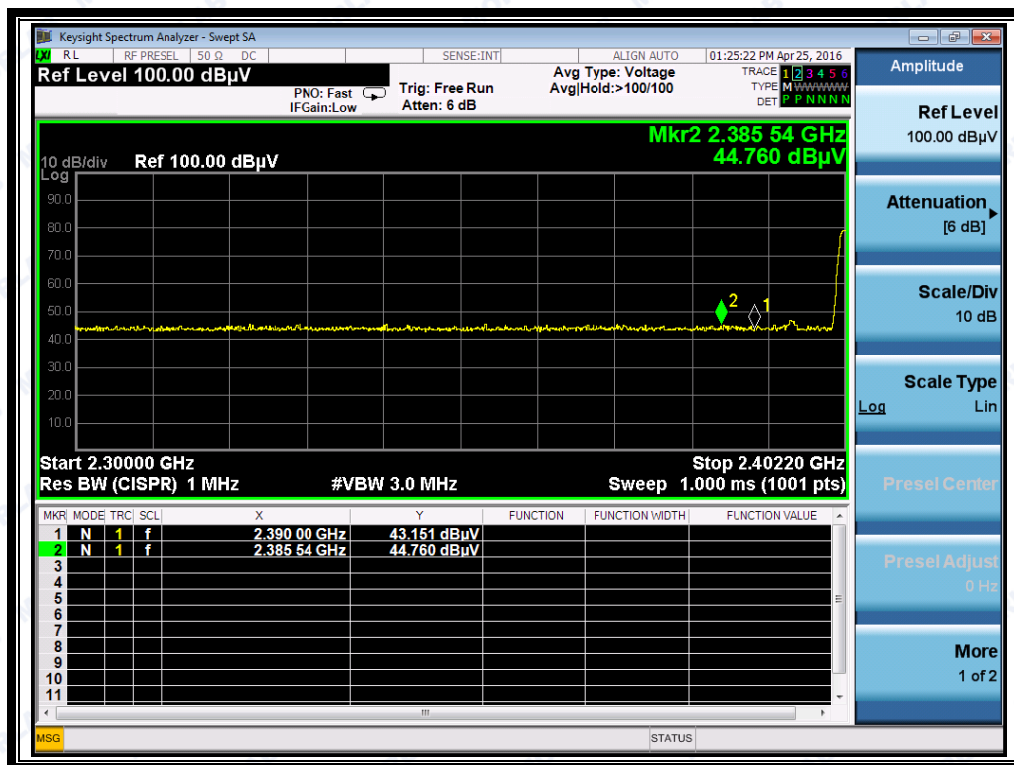 Keysight Spectrum Analyzer - Swept SA
LXI RL RF PRESEL 50 Ω DC SENSE:INT ALIGN AUTO 01:25:22 PM Apr 25, 2016
Ref Level 100.00 dBµV
PNO: Fast
IFGain:Low
Trig: Free Run
Atten: 6 dB
Avg Type: Voltage
Avg|Hold:>100/100
TRACE 1 2 3 4 5 6
TYPE M W W W W W
DET P P N N N N
Mkr2 2.385 54 GHz
44.760 dBµV
10 dB/div Ref 100.00 dBµV
Log
90.0
80.0
70.0
60.0
50.0
40.0
30.0
20.0
10.0
2
1
Start 2.30000 GHz Stop 2.40220 GHz
Res BW (CISPR) 1 MHz #VBW 3.0 MHz Sweep 1.000 ms (1001 pts)
MKR MODE TRC SCL X Y FUNCTION FUNCTION WIDTH FUNCTION VALUE
1 N 1 f 2.390 00 GHz 43.151 dBµV
2 N 1 f 2.385 54 GHz 44.760 dBµV
3
4
5
6
7
8
9
10
11
MSG STATUS
Amplitude
Ref Level
100.00 dBµV
Attenuation
[6 dB]
Scale/Div
10 dB
Scale Type
Log Lin
Presel Center
Presel Adjust
0 Hz
More
1 of 2